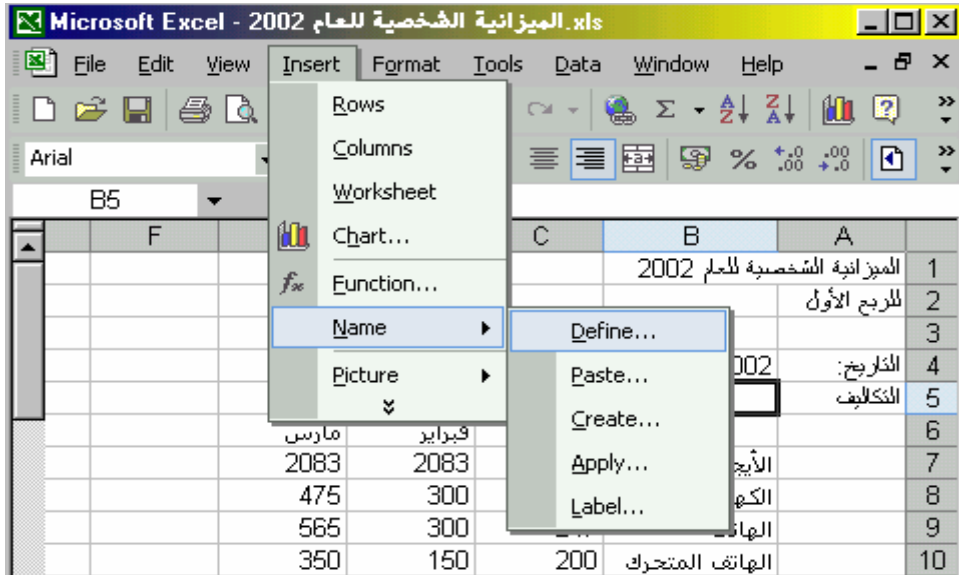 Microsoft Excel - الميزانية الشخصية للعام 2002.xls
File Edit View Insert Format Tools Data Window Help
Arial
B5
Rows
Columns
Worksheet
Chart...
Function...
Name
Picture
Define...
Paste...
Create...
Apply...
Label...
A B C F
1 الميزانية الشخصية للعام 2002
2 للربع الأول
3
4 التاريخ: 002
5 التكاليف
6 فبراير مارس
7 2083 2083
8 300 475
9 300 565
10 الهاتف المتحرك 200 150 350